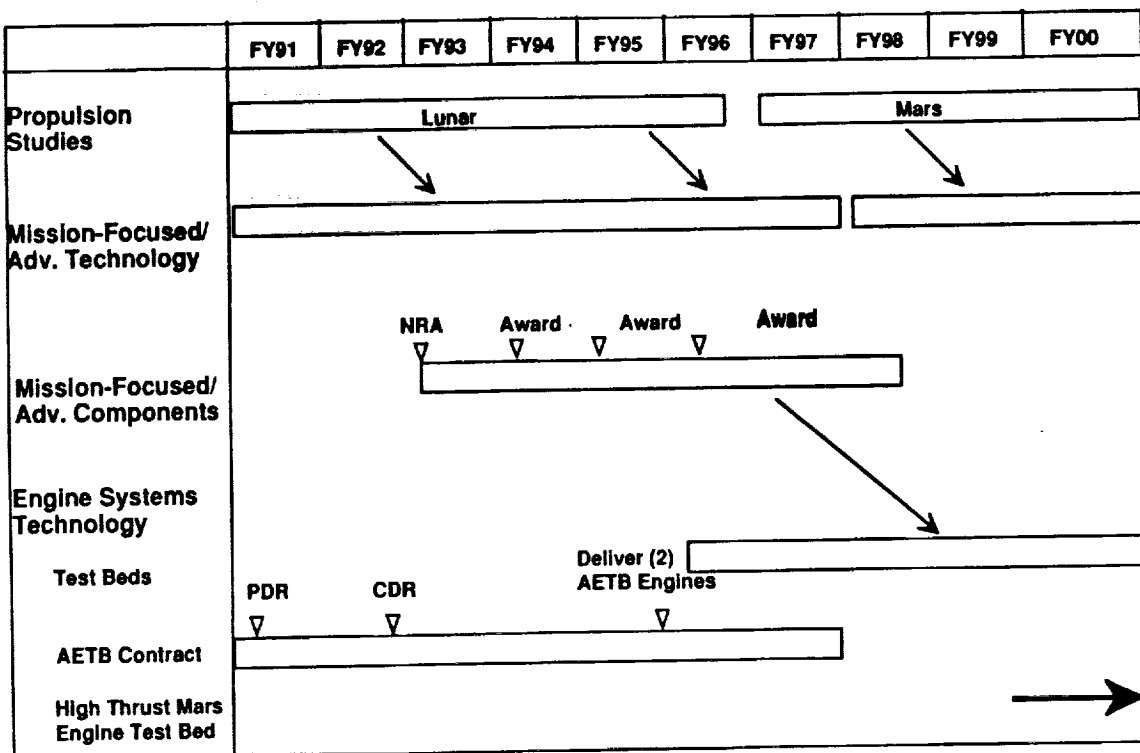 FY91 FY92 FY93 FY94 FY95 FY96 FY97 FY98 FY99 FY00
Propulsion
Studies
Lunar
Mars
Mission-Focused/
Adv. Technology
NRA Award Award Award
Mission-Focused/
Adv. Components
Engine Systems
Technology
Test Beds
Deliver (2)
AETB Engines
PDR CDR
AETB Contract
High Thrust Mars
Engine Test Bed